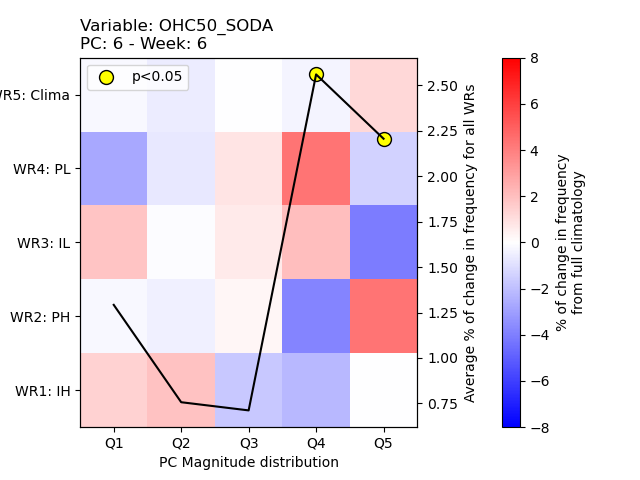 Variable: OHC50_SODA
PC: 6 - Week: 6
p<0.05
WR5: Clima
WR4: PL
WR3: IL
WR2: PH
WR1: IH
Q1 Q2 Q3 Q4 Q5
PC Magnitude distribution
2.50
2.25
2.00
1.75
1.50
1.25
1.00
0.75
Average % of change in frequency for all WRs
8
6
4
2
0
−2
−4
−6
−8
% of change in frequency
from full climatology